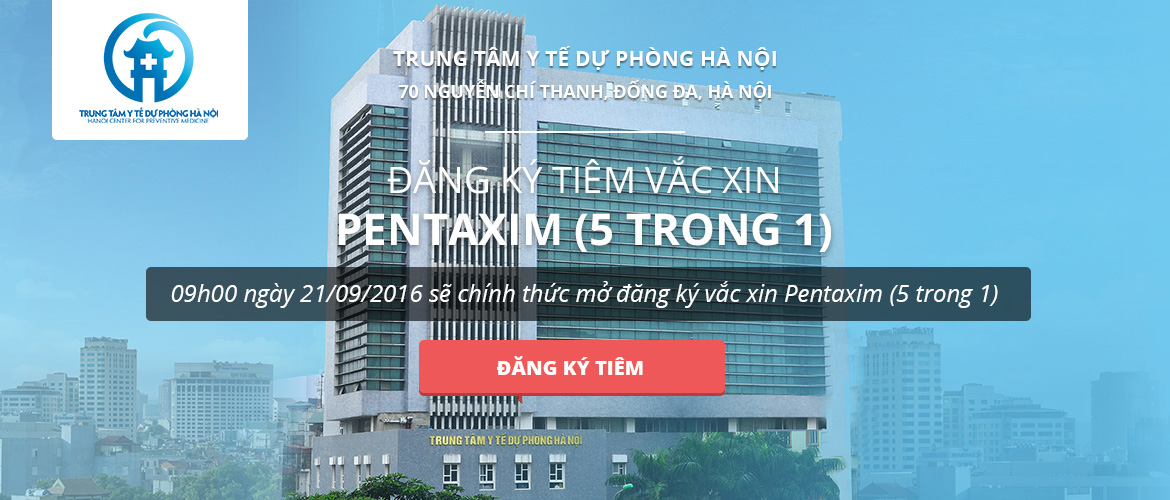 TRUNG TÂM Y TẾ DỰ PHÒNG HÀ NỘI
HANOI CENTER FOR PREVENTIVE MEDICINE
TRUNG TÂM Y TẾ DỰ PHÒNG HÀ NỘI
70 NGUYỄN CHÍ THANH, ĐỐNG ĐA, HÀ NỘI
ĐĂNG KÝ TIÊM VẮC XIN
PENTAXIM (5 TRONG 1)
09h00 ngày 21/09/2016 sẽ chính thức mở đăng ký vắc xin Pentaxim (5 trong 1)
ĐĂNG KÝ TIÊM
TRUNG TÂM Y TẾ DỰ PHÒNG HÀ NỘI